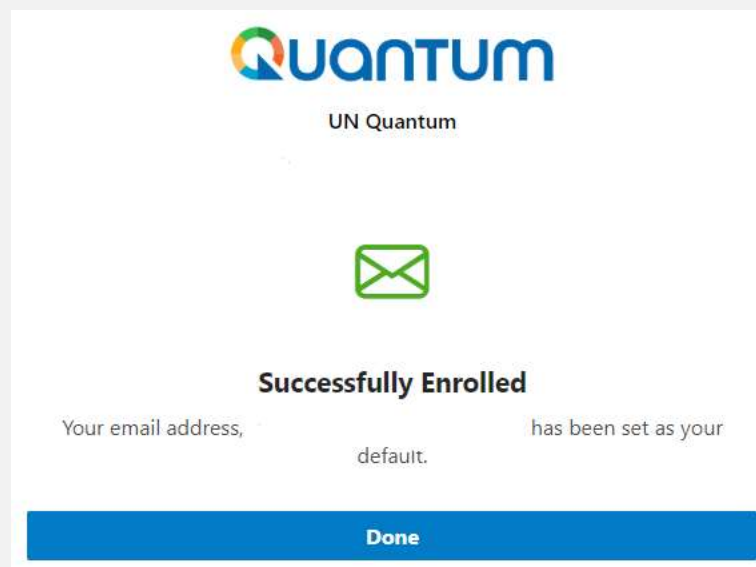 QUANTUM
UN Quantum
Successfully Enrolled
Your email address, has been set as your
default.
Done